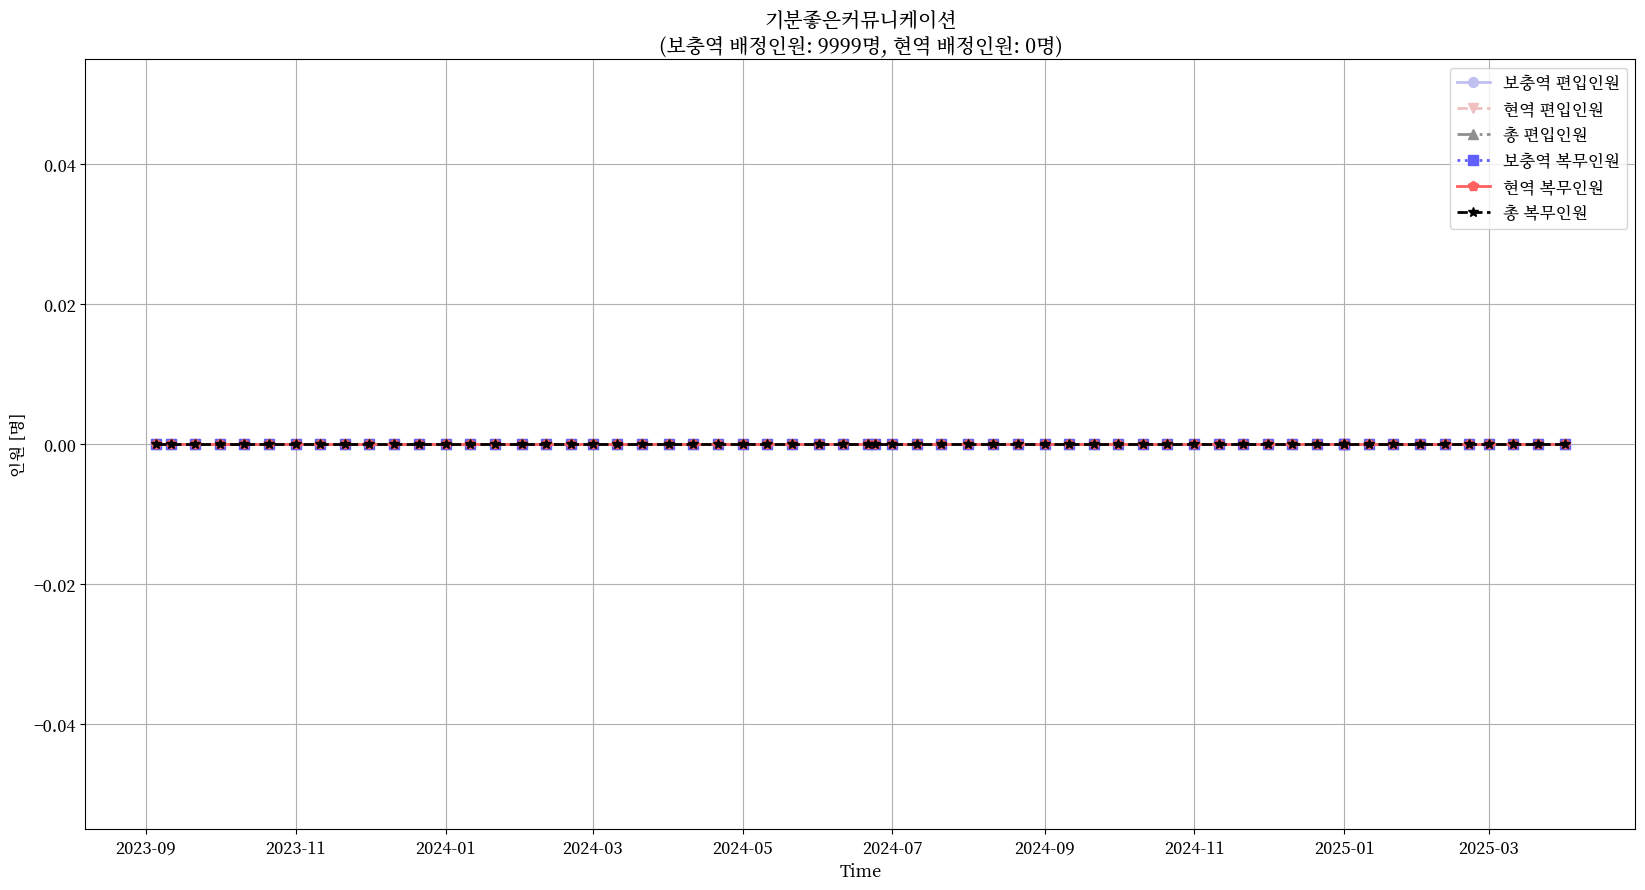 기분좋은커뮤니케이션
(보충역 배정인원: 9999명, 현역 배정인원: 0명)
보충역 편입인원
현역 편입인원
총 편입인원
보충역 복무인원
현역 복무인원
총 복무인원
0.04
0.02
0.00
−0.02
−0.04
인원 [명]
2023-09
2023-11
2024-01
2024-03
2024-05
2024-07
2024-09
2024-11
2025-01
2025-03
Time